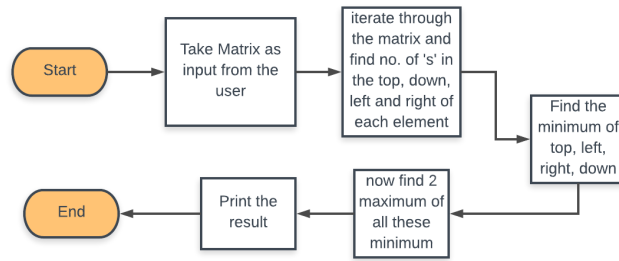 Start
Take Matrix as
input from the
user
iterate through
the matrix and
find no. of 's' in
the top, down,
left and right of
each element
Find the
minimum of
top, left,
right, down
now find 2
maximum of
all these
minimum
Print the
result
End